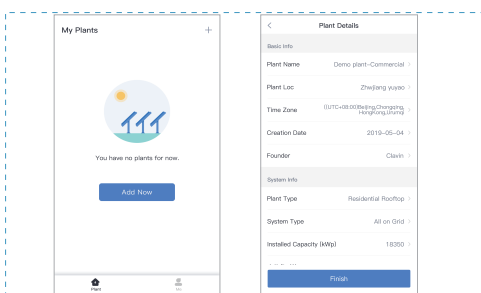 My Plants
+
You have no plants for now.
Add Now
Plant
Me
Plant Details
Basic Info
Plant Name Demo plant-Commercial
Plant Loc Zhwjiang yuyao
Time Zone ((UTC+08:00)Beijing,Chongqing,
HongKong,Urumqi
Creation Date 2019-05-04
Founder Clavin
System Info
Plant Type Residential Rooftop
System Type All on Grid
Installed Capacity (kWp) 18350
Finish